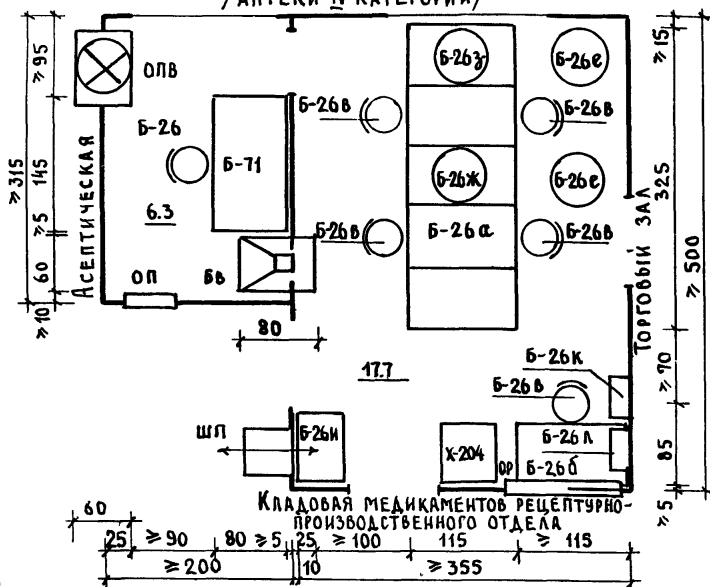 /АПТЕКИ IV КАТЕГОРИИ/
≥95
ОПВ
Б-26з
Б-26е
≥15
Б-26в
Б-26в
Б-26
Б-71
≥315
145
АСЕПТИЧЕСКАЯ
Б-26ж
Б-26е
325
6.3
≥5
Б-26в
Б-26а
Б-26в
ТОРГОВЫЙ ЗАЛ
≥500
60
ОП
Бв
≥10
80
17.7
Б-26к
≥70
Б-26в
ШП
Б-26и
Х-204
Б-26л
85
ОР
Б-26б
≥5
КЛАДОВАЯ МЕДИКАМЕНТОВ РЕЦЕПТУРНО-
ПРОИЗВОДСТВЕННОГО ОТДЕЛА
60
25 ≥90 80 ≥5 25 ≥100 115 ≥115
≥200 10 ≥355